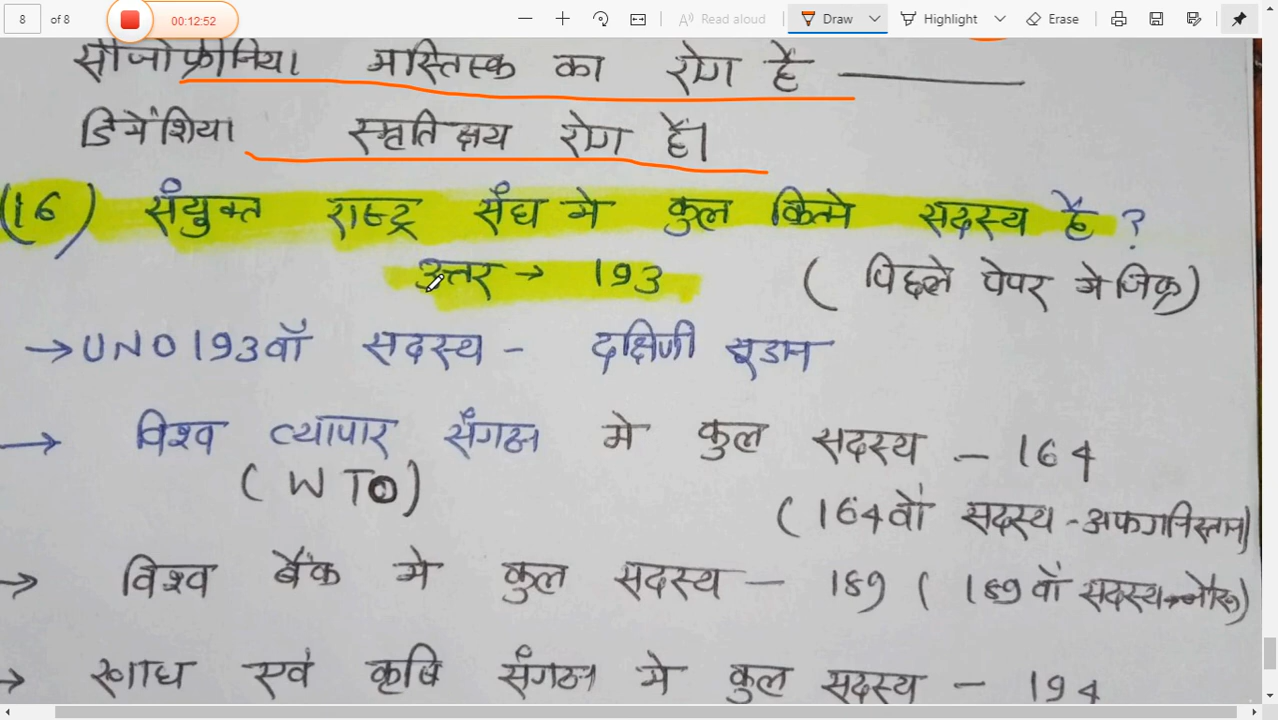 8 of 8 00:12:52 Read aloud Draw Highlight Erase
सीजोफ्रीनिया मस्तिस्क का रोग है
डिमेंशिया स्मृति क्षय रोग है।
(16) संयुक्त राष्ट्र संघ मे कुल कितने सदस्य है ?
उत्तर → 193 ( पिछले पेपर मे जिक्र)
→ UNO 193वाँ सदस्य - दक्षिणी सूडान
→ विश्व व्यापार संगठन मे कुल सदस्य - 164
(WTO)
(164वाँ सदस्य - अफगनिस्तान)
→ विश्व बैंक मे कुल सदस्य - 189 ( 189वाँ सदस्य → नौरू)
→ खाध एवं कृषि संगठन मे कुल सदस्य - 194